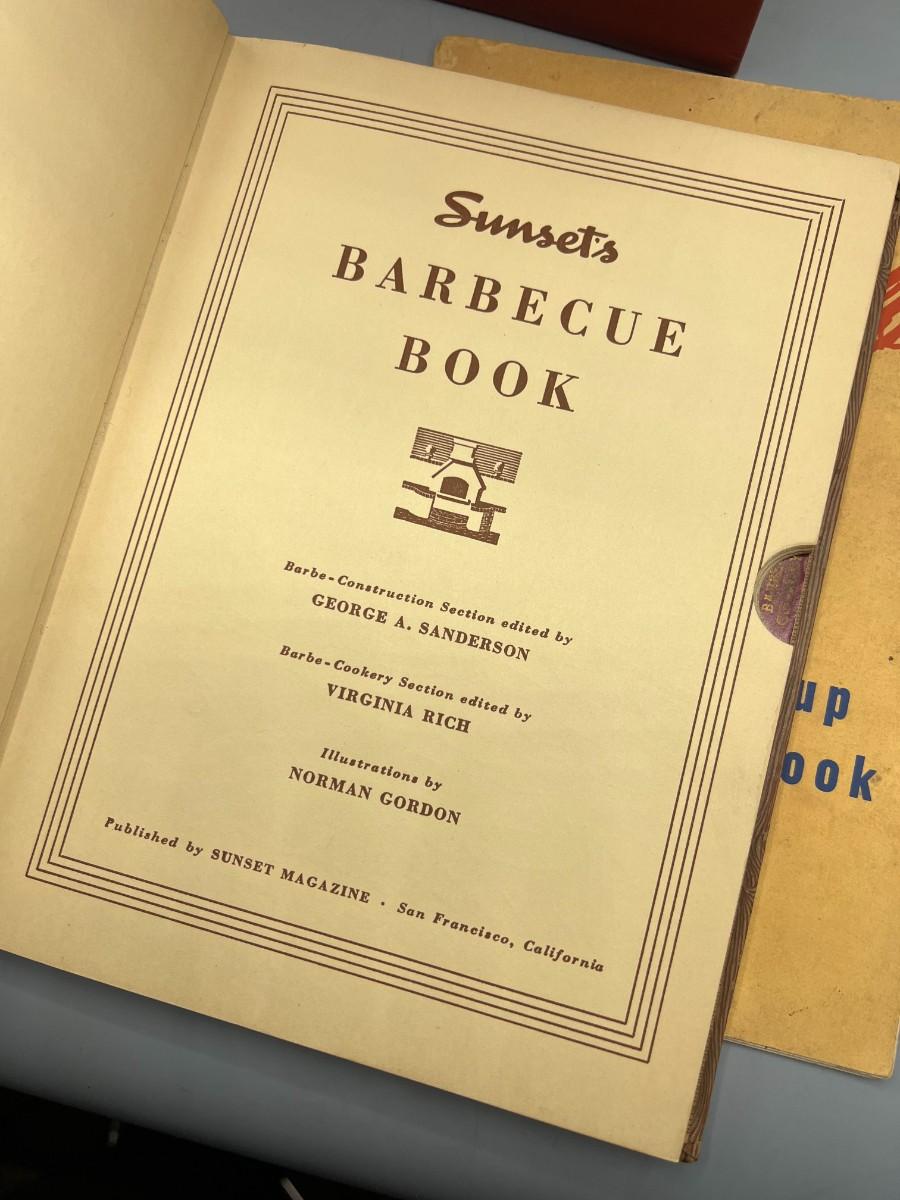 Sunset's
BARBECUE
BOOK
Barbe-Construction Section edited by
GEORGE A. SANDERSON
Barbe-Cookery Section edited by
VIRGINIA RICH
Illustrations by
NORMAN GORDON
Published by SUNSET MAGAZINE · San Francisco, California
up
ook